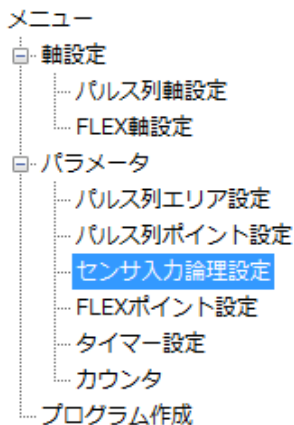 メニュー
軸設定
パルス列軸設定
FLEX軸設定
パラメータ
パルス列エリア設定
パルス列ポイント設定
センサ入力論理設定
FLEXポイント設定
タイマー設定
カウンタ
プログラム作成